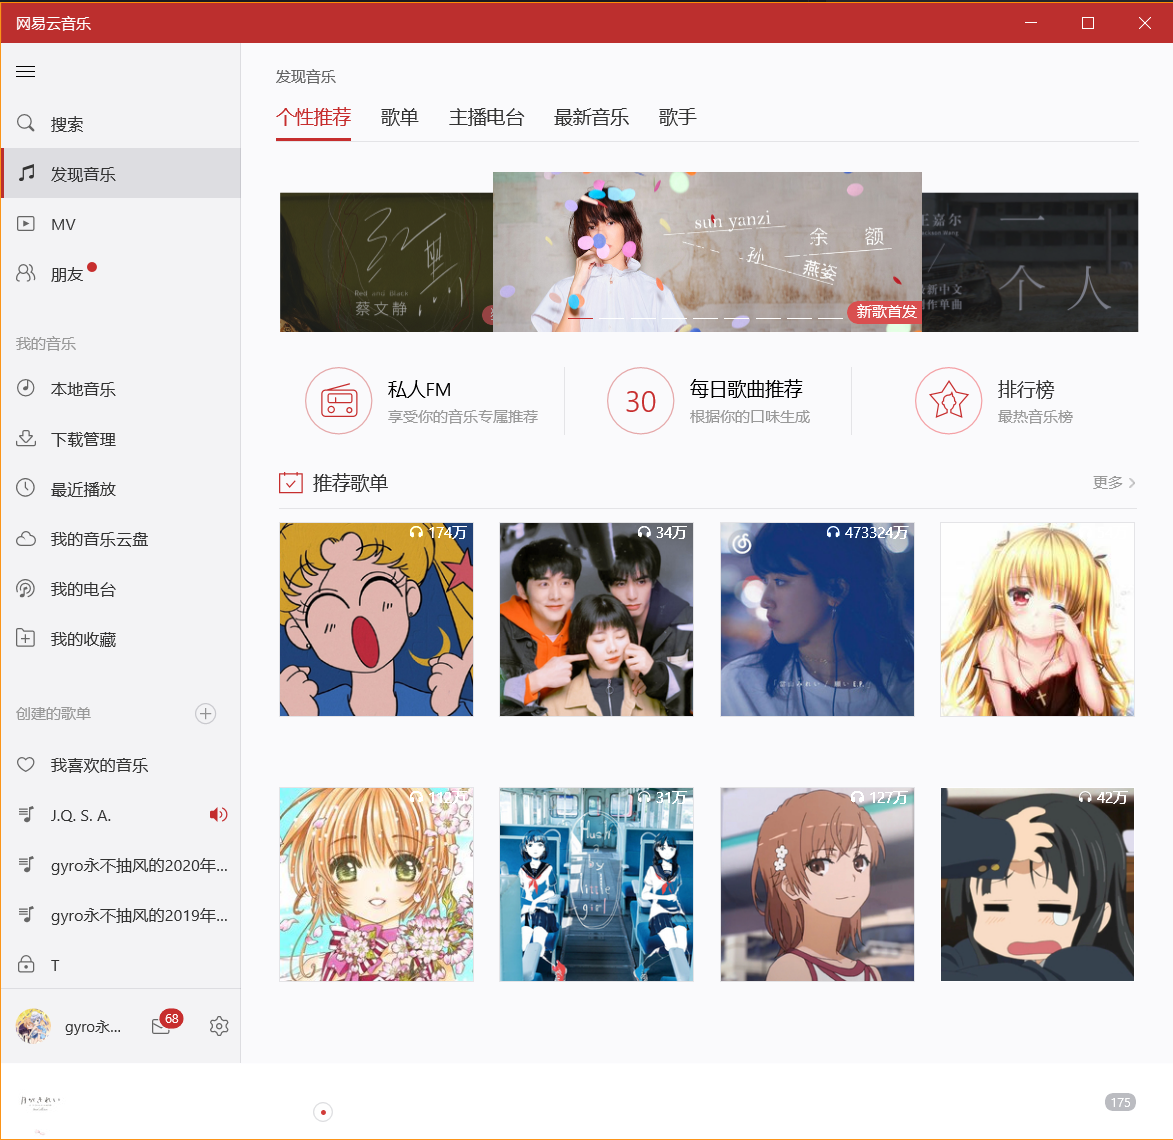 网易云音乐
搜索
发现音乐
MV
朋友
我的音乐
本地音乐
下载管理
最近播放
我的音乐云盘
我的电台
我的收藏
创建的歌单
我喜欢的音乐
J.Q. S. A.
gyro永不抽风的2020年...
gyro永不抽风的2019年...
T
gyro永...
68
发现音乐
个性推荐 歌单 主播电台 最新音乐 歌手
红黑
Red and Black
蔡文静
sun yanzi
孙燕姿
余额
新歌首发
王嘉尔
一个人
私人FM
享受你的音乐专属推荐
30
每日歌曲推荐
根据你的口味生成
排行榜
最热音乐榜
推荐歌单
更多
174万
34万
473324万
31万
Hush
little
girl
127万
42万
175